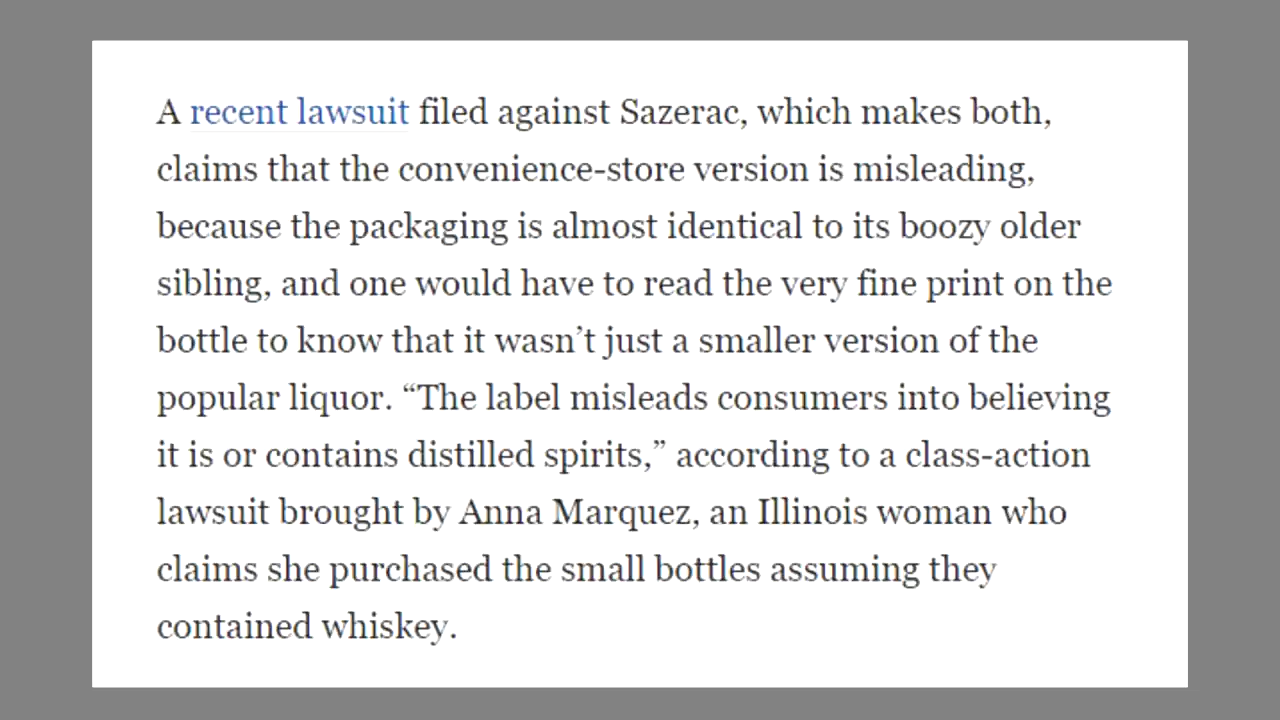 A recent lawsuit filed against Sazerac, which makes both,
claims that the convenience-store version is misleading,
because the packaging is almost identical to its boozy older
sibling, and one would have to read the very fine print on the
bottle to know that it wasn’t just a smaller version of the
popular liquor. “The label misleads consumers into believing
it is or contains distilled spirits,” according to a class-action
lawsuit brought by Anna Marquez, an Illinois woman who
claims she purchased the small bottles assuming they
contained whiskey.